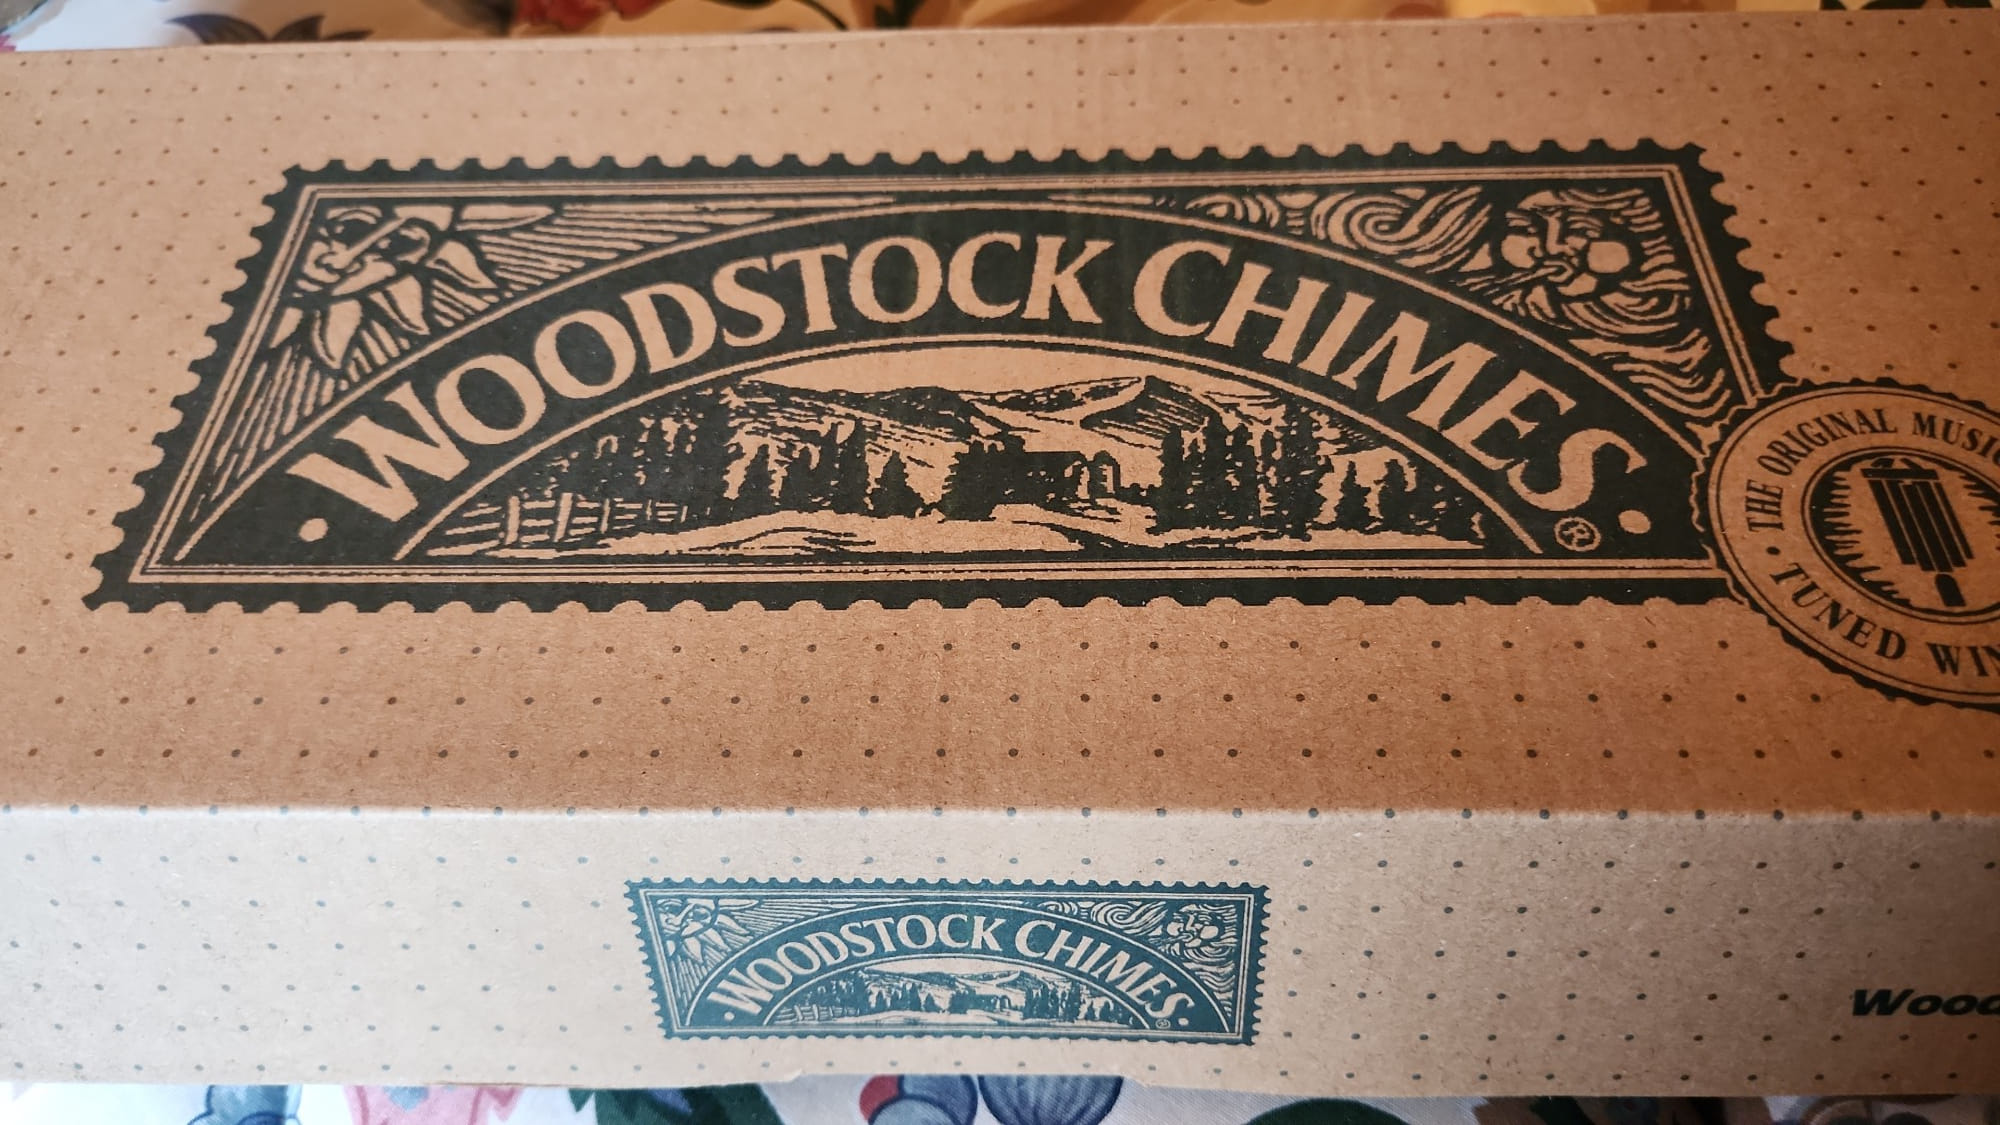 WOODSTOCK CHIMES®
THE ORIGINAL MUSIC
TUNED WIN
WOODSTOCK CHIMES®
Wood